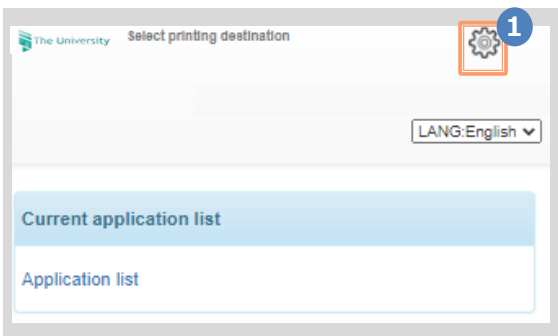 The University
Select printing destination
1
LANG:English
Current application list
Application list